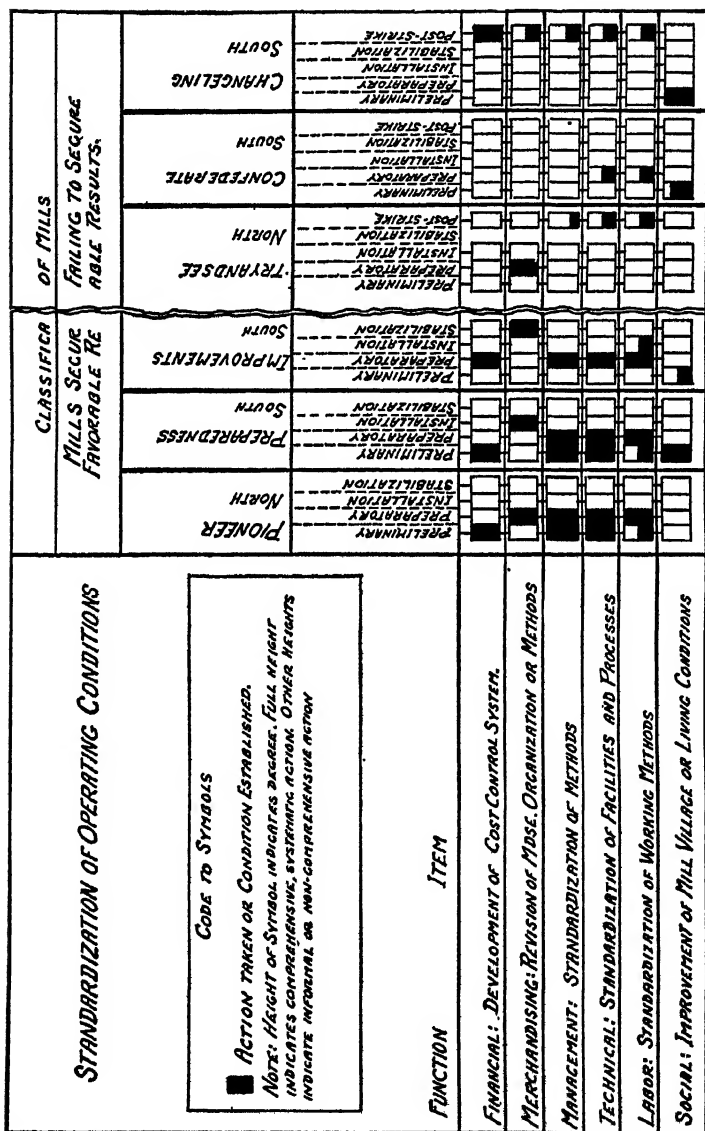 STANDARDIZATION OF OPERATING CONDITIONS
CODE TO SYMBOLS
ACTION TAKEN OR CONDITION ESTABLISHED.
NOTE: HEIGHT OF SYMBOL INDICATES DEGREE. FULL HEIGHT
INDICATES COMPREHENSIVE, SYSTEMATIC ACTION. OTHER HEIGHTS
INDICATE INFORMAL OR NON-COMPREHENSIVE ACTION
CLASSIFICA
OF MILLS
MILLS SECUR
FAVORABLE RE
FAILING TO SEQURE
ABLE RESULTS.
PIONEER
NORTH
PREPAREDNESS
SOUTH
IMPROVEMENTS
SOUTH
TRYANDSEE
NORTH
CONFEDERATE
SOUTH
CHANGELING
SOUTH
FUNCTION ITEM
PRELIMINARY
PREPARATORY
INSTALLATION
STABILIZATION
PRELIMINARY
PREPARATORY
INSTALLATION
STABILIZATION
PRELIMINARY
PREPARATORY
INSTALLATION
STABILIZATION
PRELIMINARY
PREPARATORY
INSTALLATION
STABILIZATION
POST-STRIKE
PRELIMINARY
PREPARATORY
INSTALLATION
STABILIZATION
POST-STRIKE
PRELIMINARY
PREPARATORY
INSTALLATION
STABILIZATION
POST-STRIKE
FINANCIAL: DEVELOPMENT OF COST CONTROL SYSTEM.
MERCHANDISING: REVISION OF MDSE. ORGANIZATION OR METHODS
MANAGEMENT: STANDARDIZATION OF METHODS
TECHNICAL: STANDARDIZATION OF FACILITIES AND PROCESSES
LABOR: STANDARDIZATION OF WORKING METHODS
SOCIAL: IMPROVEMENT OF MILL VILLAGE OR LIVING CONDITIONS